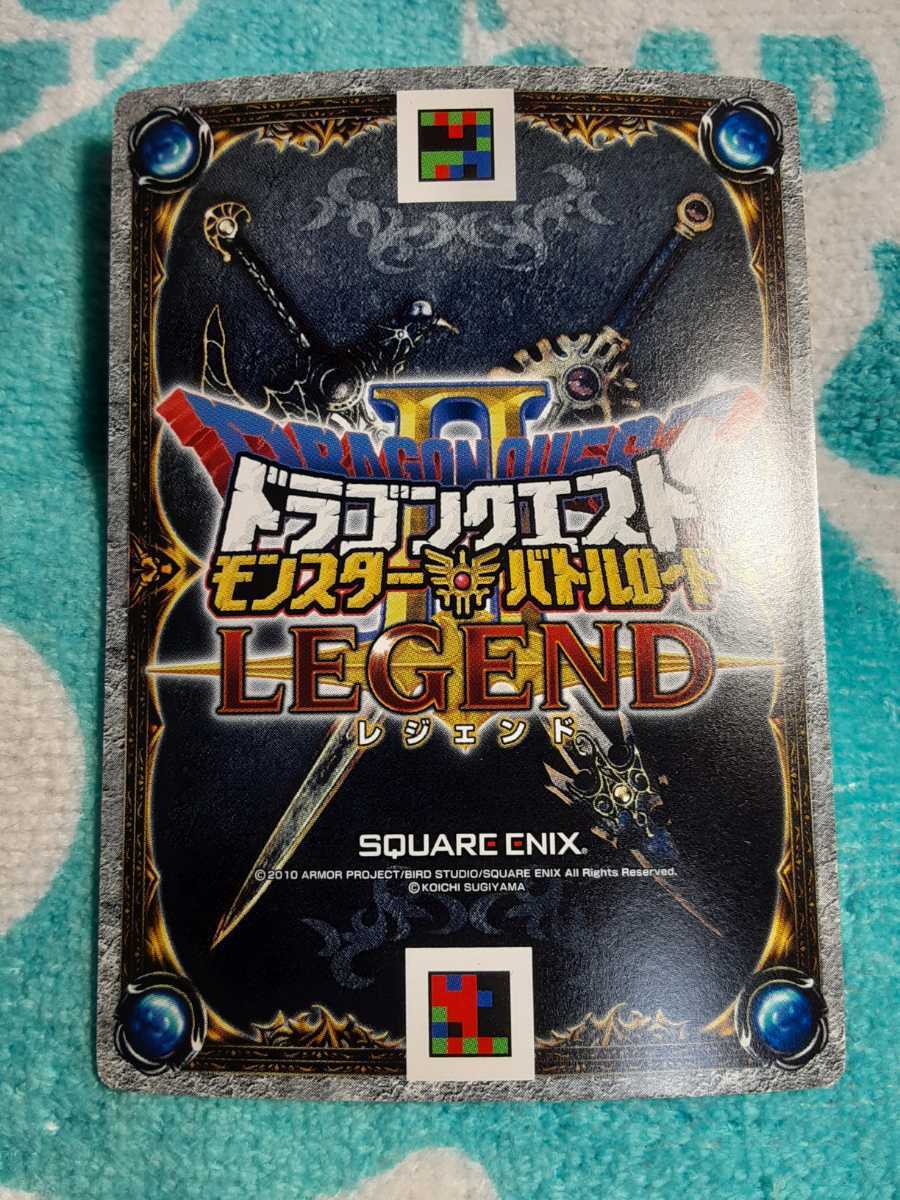 DRAGON QUEST
II
ドラゴンクエスト
モンスターバトルロード
LEGEND
レジェンド
SQUARE ENIX®
©2010 ARMOR PROJECT/BIRD STUDIO/SQUARE ENIX All Rights Reserved.
©KOICHI SUGIYAMA